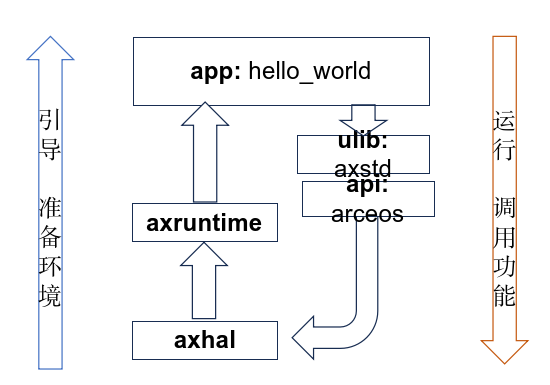 app: hello_world
引导 准备环境
运行 调用功能
ulib:
axstd
api:
arceos
axruntime
axhal